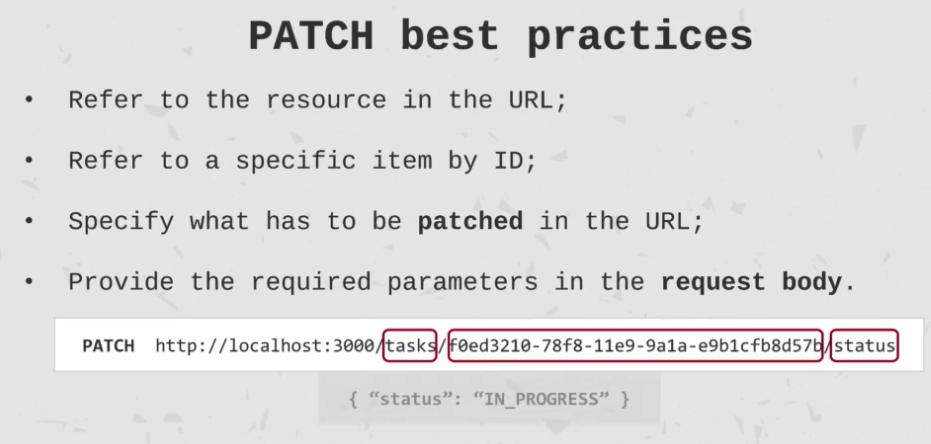 PATCH best practices
• Refer to the resource in the URL;
• Refer to a specific item by ID;
• Specify what has to be patched in the URL;
• Provide the required parameters in the request body.
PATCH http://localhost:3000/tasks/f0ed3210-78f8-11e9-9a1a-e9b1cfb8d57b/status
{ “status”: “IN_PROGRESS” }